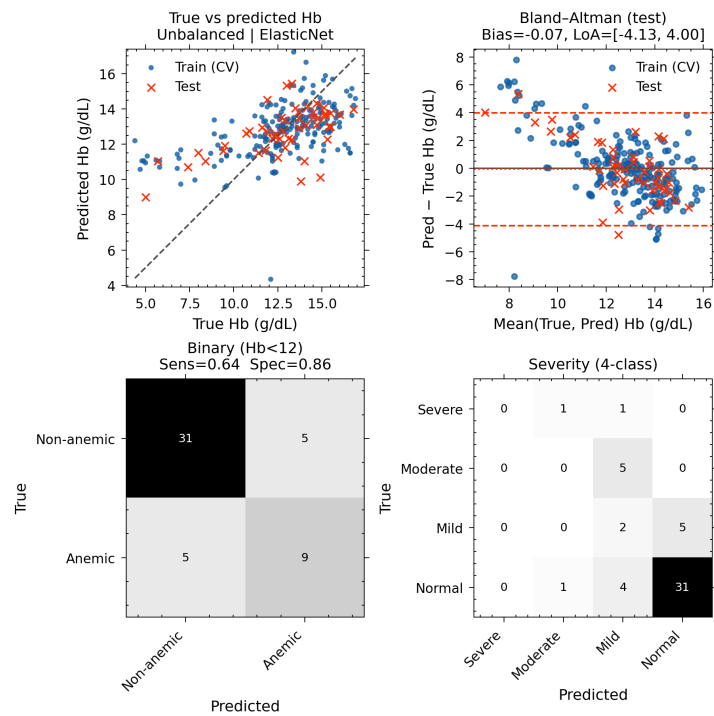 True vs predicted Hb
Unbalanced | ElasticNet
Predicted Hb (g/dL)
16
14
12
10
8
6
4
Train (CV)
Test
5.0 7.5 10.0 12.5 15.0
True Hb (g/dL)
Bland–Altman (test)
Bias=-0.07, LoA=[-4.13, 4.00]
Pred − True Hb (g/dL)
8
6
4
2
0
−2
−4
−6
−8
Train (CV)
Test
8 10 12 14 16
Mean(True, Pred) Hb (g/dL)
Binary (Hb<12)
Sens=0.64 Spec=0.86
True
Non-anemic 31 5
Anemic 5 9
Non-anemic Anemic
Predicted
Severity (4-class)
True
Severe 0 1 1 0
Moderate 0 0 5 0
Mild 0 0 2 5
Normal 0 1 4 31
Severe Moderate Mild Normal
Predicted